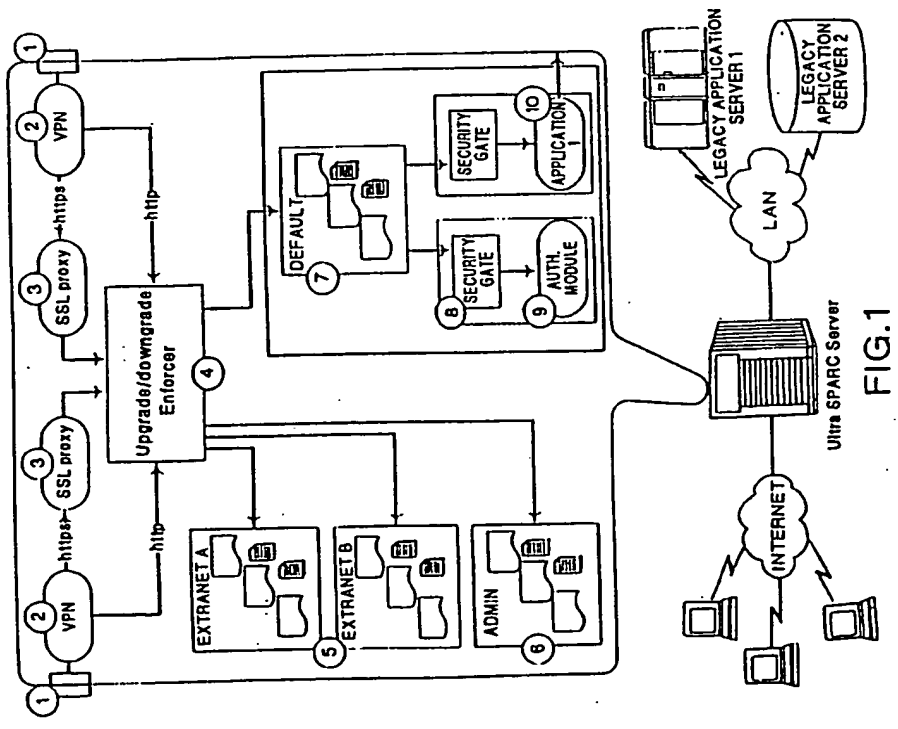 1
2
VPN
https
3
SSL proxy
http
Upgrade/downgrade
Enforcer
4
3
SSL proxy
https
2
VPN
1
http
EXTRANET A
5
EXTRANET B
ADMIN
6
DEFAULT
7
8
SECURITY
GATE
9
AUTH.
MODULE
SECURITY
GATE
10
APPLICATION
1
INTERNET
Ultra SPARC Server
LAN
LEGACY APPLICATION
SERVER 1
LEGACY
APPLICATION
SERVER 2
FIG.1